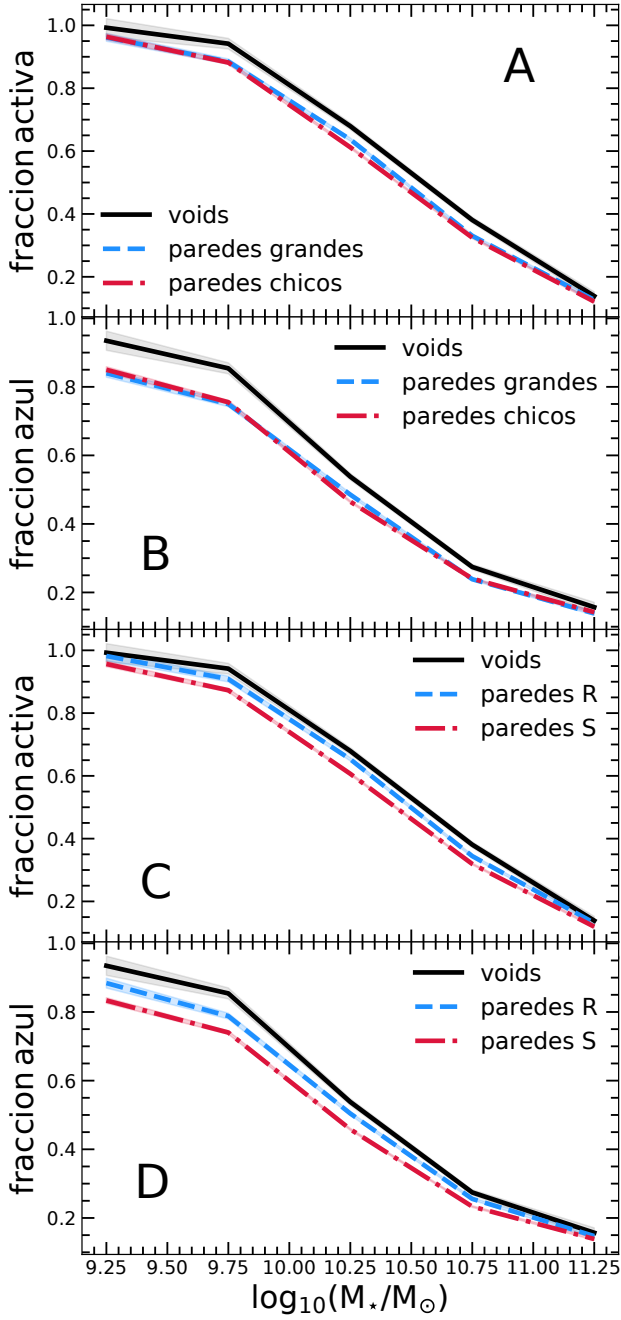 fraccion activa
1.0
0.8
0.6
0.4
0.2
A
voids
paredes grandes
paredes chicos
fraccion azul
1.0
0.8
0.6
0.4
0.2
voids
paredes grandes
paredes chicos
B
fraccion activa
1.0
0.8
0.6
0.4
0.2
voids
paredes R
paredes S
C
fraccion azul
1.0
0.8
0.6
0.4
0.2
voids
paredes R
paredes S
D
9.25 9.50 9.75 10.00 10.25 10.50 10.75 11.00 11.25
log₁₀(M⋆/M⊙)